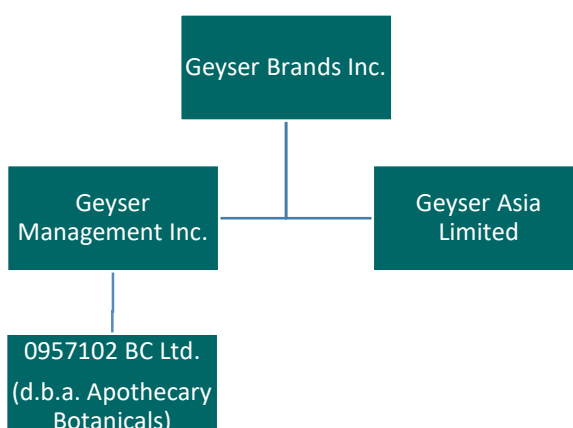 Geyser Brands Inc.
Geyser
Management Inc.
Geyser Asia
Limited
0957102 BC Ltd.
(d.b.a. Apothecary
Botanicals)